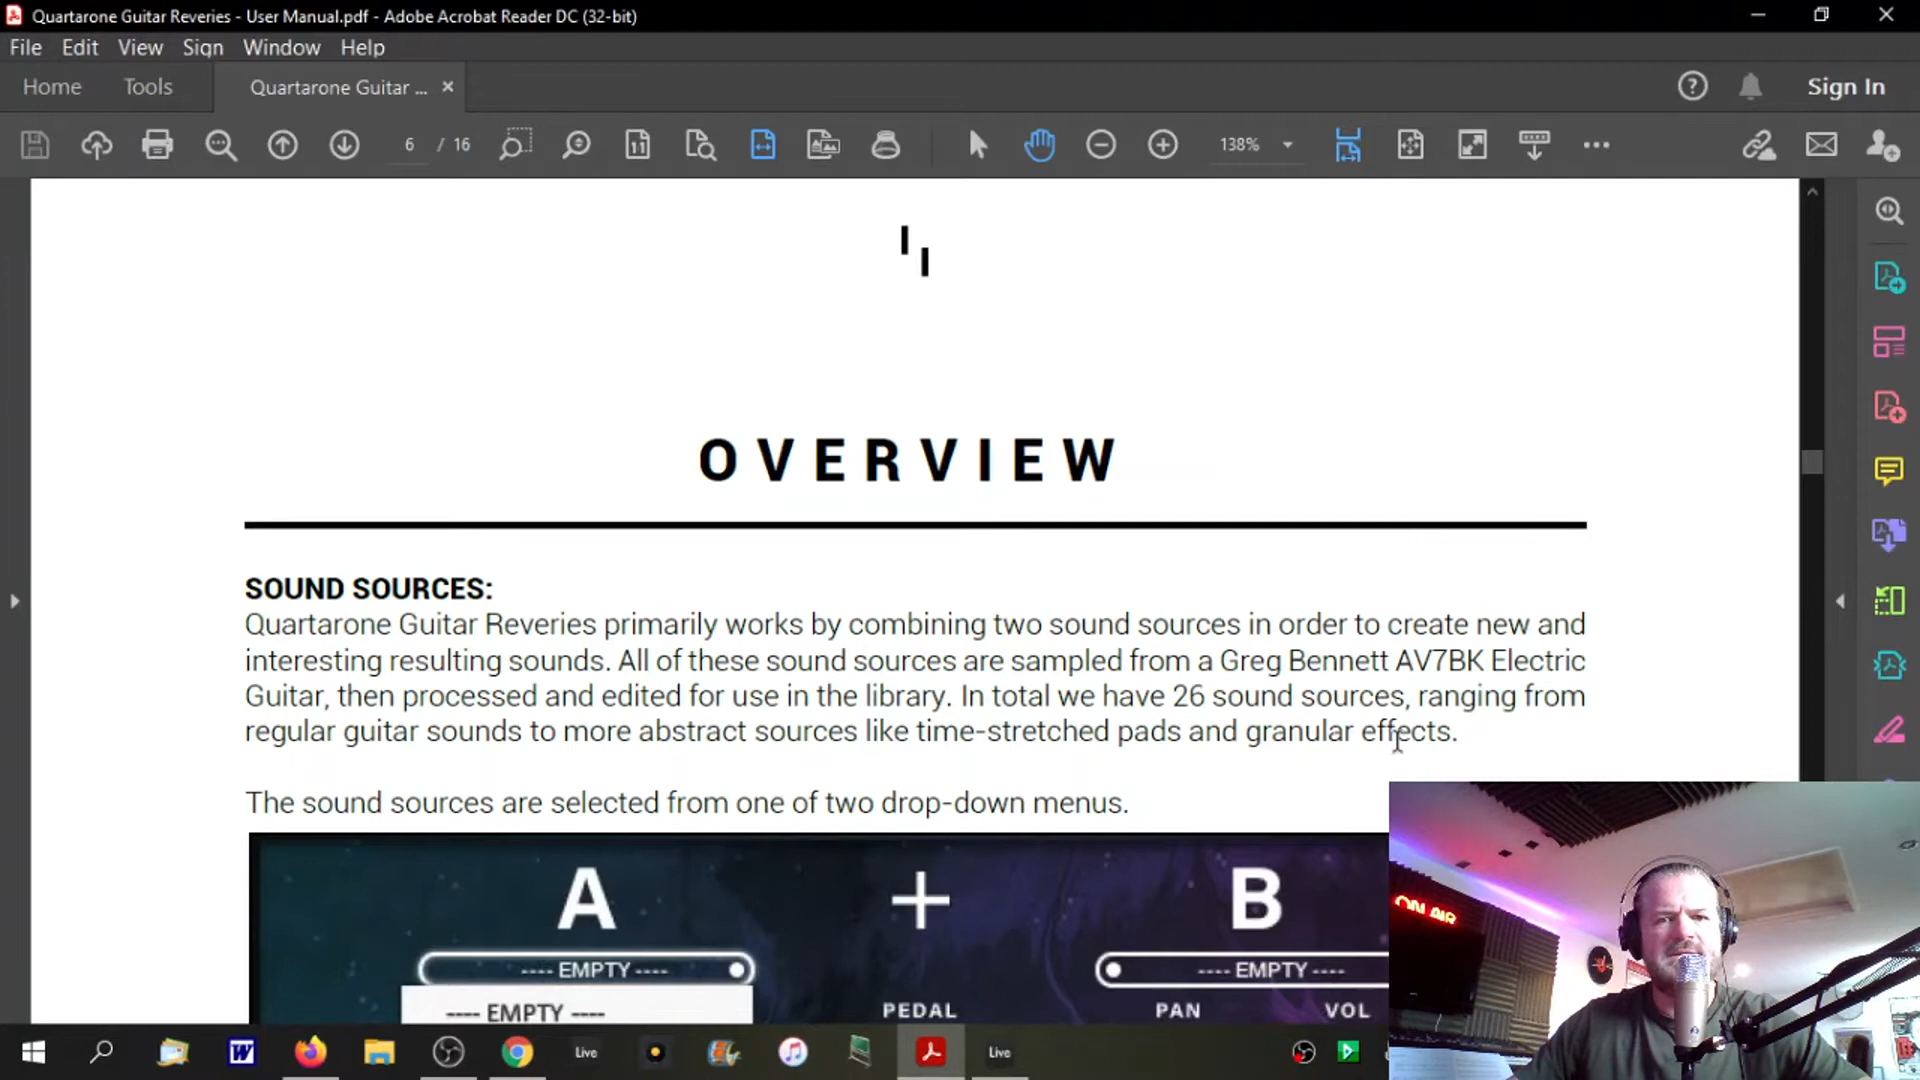 Quartarone Guitar Reveries - User Manual.pdf - Adobe Acrobat Reader DC (32-bit)
File Edit View Sign Window Help
Home Tools Quartarone Guitar ... × Sign In
6 / 16 138%
OVERVIEW
SOUND SOURCES:
Quartarone Guitar Reveries primarily works by combining two sound sources in order to create new and
interesting resulting sounds. All of these sound sources are sampled from a Greg Bennett AV7BK Electric
Guitar, then processed and edited for use in the library. In total we have 26 sound sources, ranging from
regular guitar sounds to more abstract sources like time-stretched pads and granular effects.
The sound sources are selected from one of two drop-down menus.
A + B
---- EMPTY ---- ---- EMPTY ----
---- EMPTY ---- PEDAL PAN VOL
ON AIR
W Live Live